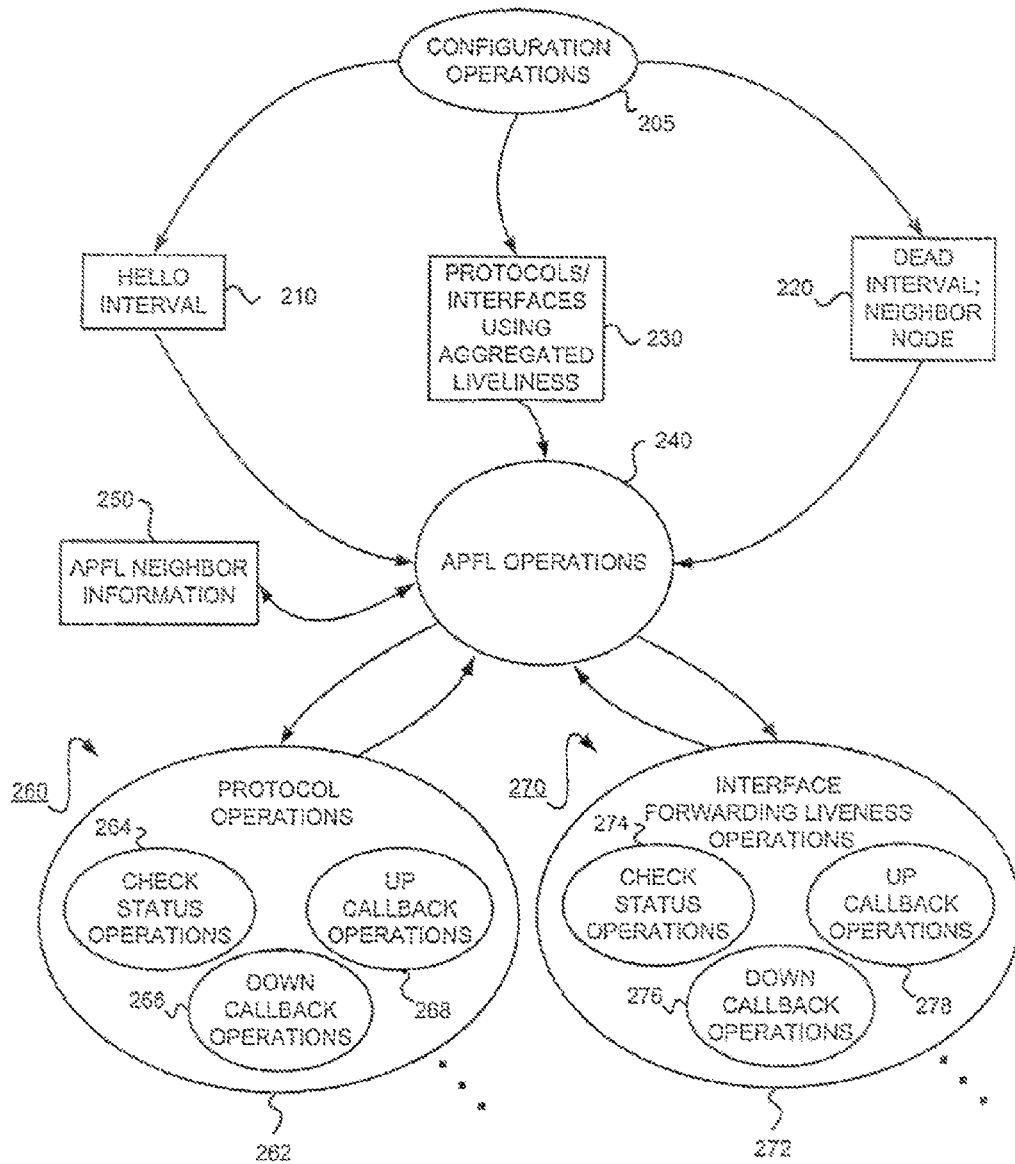 CONFIGURATION
OPERATIONS
205
HELLO
INTERVAL
210
PROTOCOLS/
INTERFACES
USING
AGGREGATED
LIVELINESS
230
220
DEAD
INTERVAL;
NEIGHBOR
NODE
240
250
APFL NEIGHBOR
INFORMATION
APFL OPERATIONS
260
PROTOCOL
OPERATIONS
264
CHECK
STATUS
OPERATIONS
UP
CALLBACK
OPERATIONS
266
DOWN
CALLBACK
OPERATIONS
268
262
270
INTERFACE
FORWARDING LIVENESS
OPERATIONS
274
CHECK
STATUS
OPERATIONS
UP
CALLBACK
OPERATIONS
276
DOWN
CALLBACK
OPERATIONS
278
272